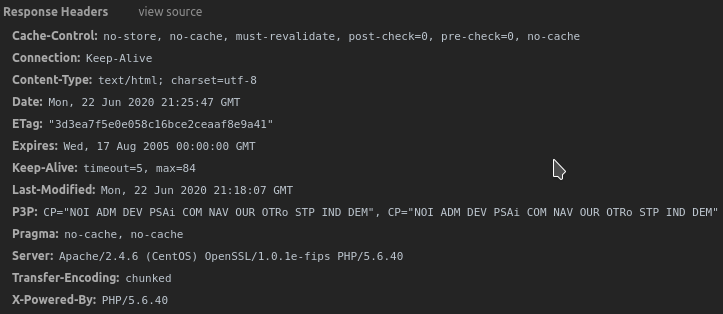 Response Headers view source
Cache-Control: no-store, no-cache, must-revalidate, post-check=0, pre-check=0, no-cache
Connection: Keep-Alive
Content-Type: text/html; charset=utf-8
Date: Mon, 22 Jun 2020 21:25:47 GMT
ETag: "3d3ea7f5e0e058c16bce2ceaaf8e9a41"
Expires: Wed, 17 Aug 2005 00:00:00 GMT
Keep-Alive: timeout=5, max=84
Last-Modified: Mon, 22 Jun 2020 21:18:07 GMT
P3P: CP="NOI ADM DEV PSAi COM NAV OUR OTRo STP IND DEM", CP="NOI ADM DEV PSAi COM NAV OUR OTRo STP IND DEM"
Pragma: no-cache, no-cache
Server: Apache/2.4.6 (CentOS) OpenSSL/1.0.1e-fips PHP/5.6.40
Transfer-Encoding: chunked
X-Powered-By: PHP/5.6.40